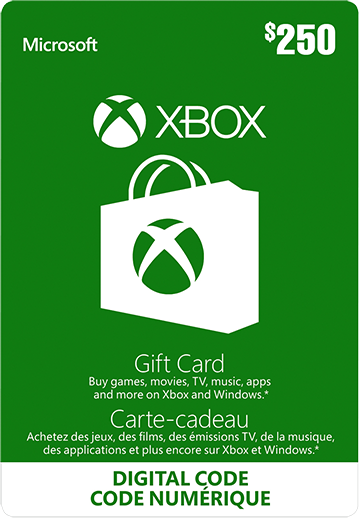 Microsoft
$250
XBOX
Gift Card
Buy games, movies, TV, music, apps
and more on Xbox and Windows.*
Carte-cadeau
Achetez des jeux, des films, des émissions TV, de la musique,
des applications et plus encore sur Xbox et Windows.*
DIGITAL CODE
CODE NUMÉRIQUE